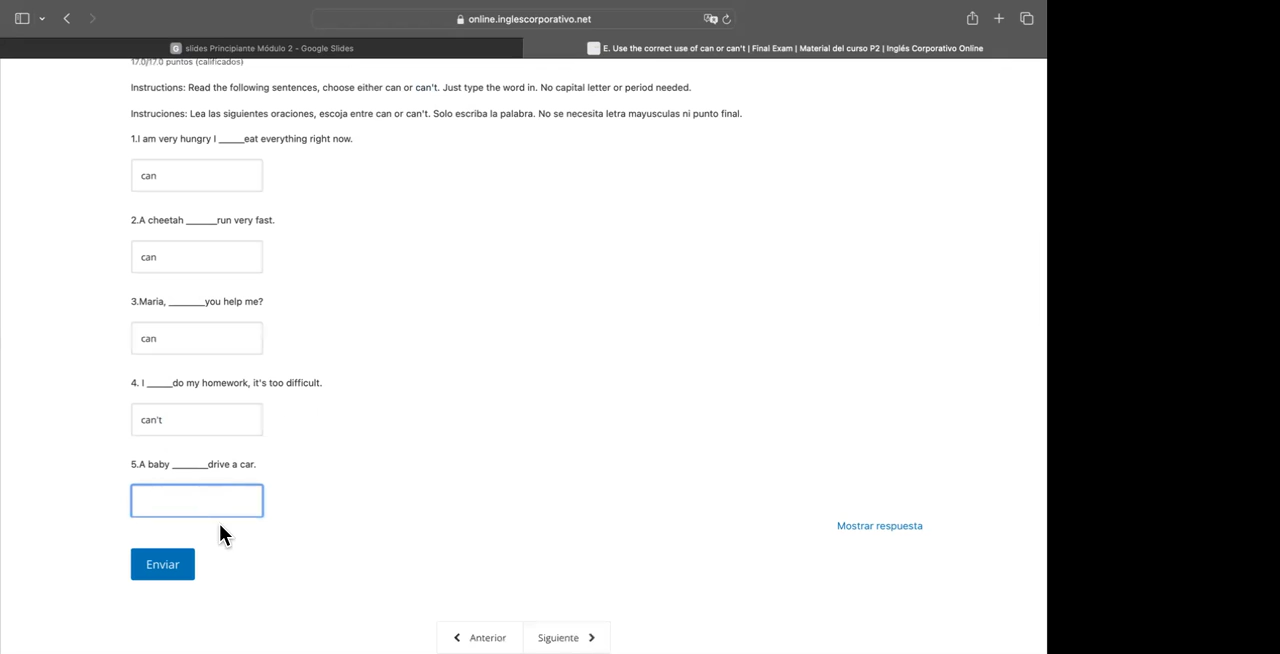 online.inglescorporativo.net
G slides Principiante Módulo 2 - Google Slides
E. Use the correct use of can or can't | Final Exam | Material del curso P2 | Inglés Corporativo Online
17.0/17.0 puntos (calificados)
Instructions: Read the following sentences, choose either can or can't. Just type the word in. No capital letter or period needed.
Instruciones: Lea las siguientes oraciones, escoja entre can or can't. Solo escriba la palabra. No se necesita letra mayusculas ni punto final.
1.I am very hungry I _____eat everything right now.
can
2.A cheetah ______run very fast.
can
3.Maria, _______you help me?
can
4. I _____do my homework, it's too difficult.
can't
5.A baby _______drive a car.
Mostrar respuesta
Enviar
Anterior
Siguiente